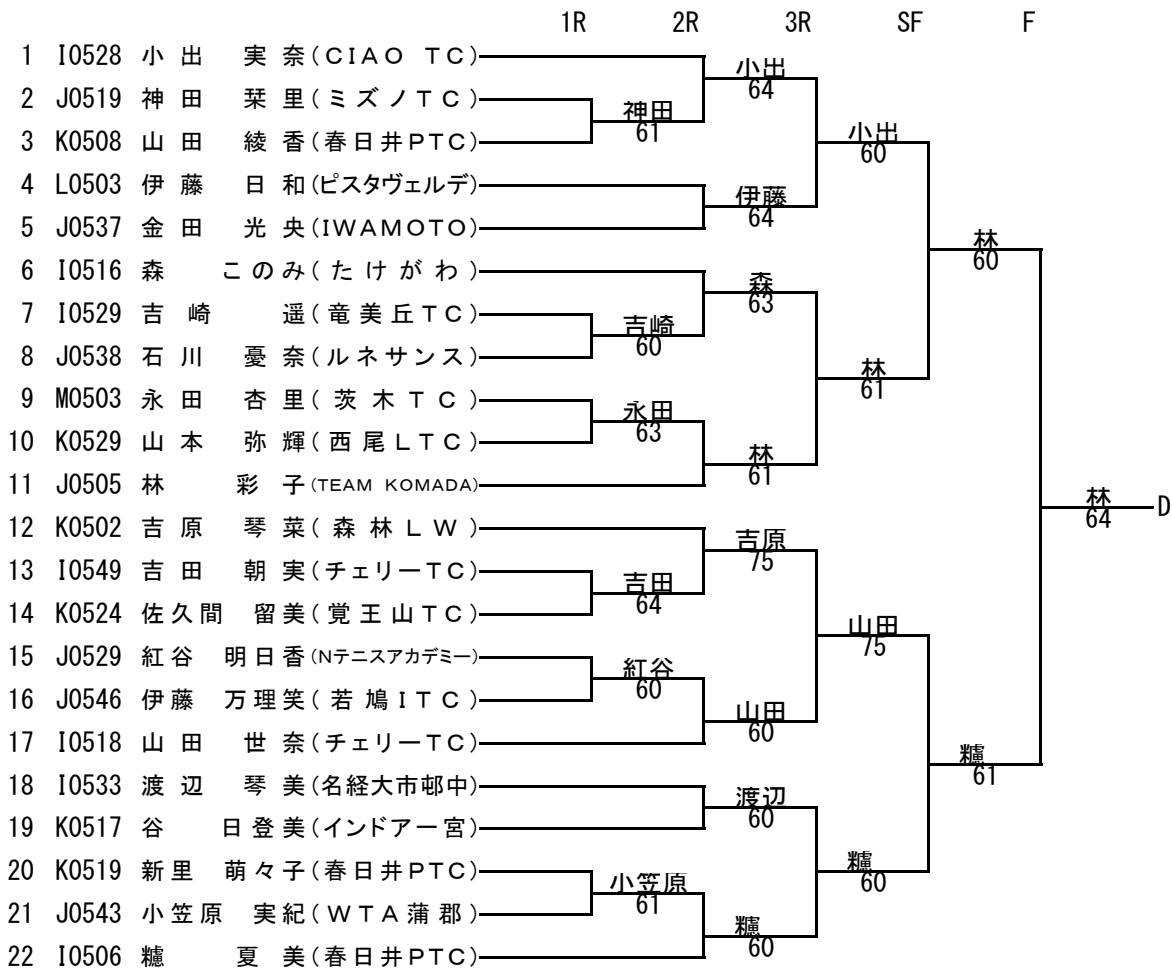 1R 2R 3R SF F
1 I0528 小出 実奈(CIAO TC)
小出
64
2 J0519 神田 栞里(ミズノTC)
神田
61
3 K0508 山田 綾香(春日井PTC)
小出
60
4 L0503 伊藤 日和(ピスタヴェルデ)
伊藤
64
5 J0537 金田 光央(IWAMOTO)
林
60
6 I0516 森 このみ(たけがわ)
森
63
7 I0529 吉崎 遥(竜美丘TC)
吉崎
60
8 J0538 石川 憂奈(ルネサンス)
林
61
9 M0503 永田 杏里(茨木TC)
永田
63
10 K0529 山本 弥輝(西尾LTC)
林
61
11 J0505 林 彩子(TEAM KOMADA)
林
64
D
12 K0502 吉原 琴菜(森林LW)
吉原
75
13 I0549 吉田 朝実(チェリーTC)
吉田
64
14 K0524 佐久間 留美(覚王山TC)
山田
75
15 J0529 紅谷 明日香(Nテニスアカデミー)
紅谷
60
16 J0546 伊藤 万理笑(若鳩ITC)
山田
60
17 I0518 山田 世奈(チェリーTC)
糟
61
18 I0533 渡辺 琴美(名経大市邨中)
渡辺
60
19 K0517 谷 日登美(インドアー宮)
20 K0519 新里 萌々子(春日井PTC)
60
小笠原
61
21 J0543 小笠原 実紀(WTA蒲郡)
60
22 I0506 夏美(春日井PTC)